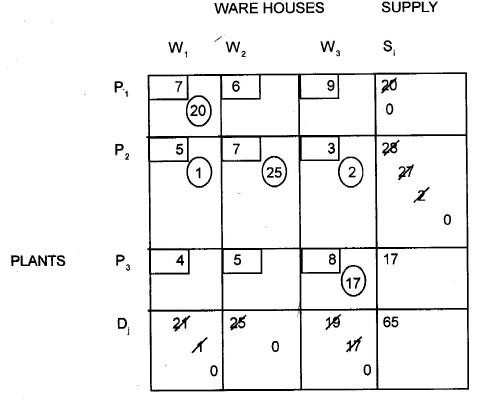 WARE HOUSES SUPPLY
W1 W2 W3 Si
P1 7 6 9 20
20 0
P2 5 7 3 28
1 25 2 27
2
0
PLANTS P3 4 5 8 17
17
Dj 21 25 19 65
1 0 17
0 0